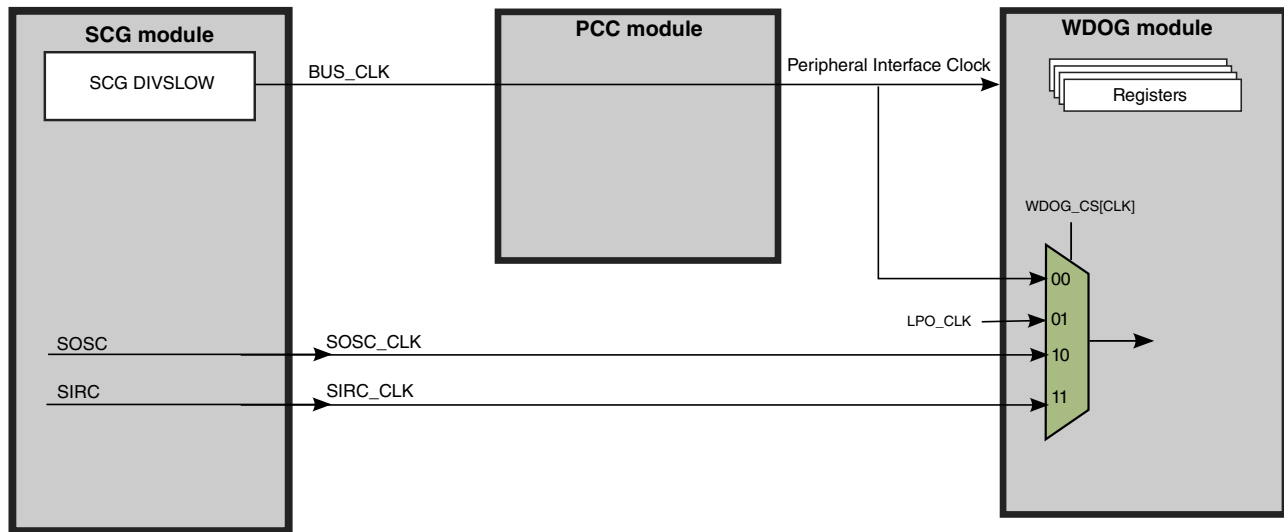 SCG module
PCC module
WDOG module
SCG DIVSLOW
BUS_CLK
Peripheral Interface Clock
Registers
WDOG_CS[CLK]
00
LPO_CLK
01
SOSC
SOSC_CLK
10
SIRC
SIRC_CLK
11